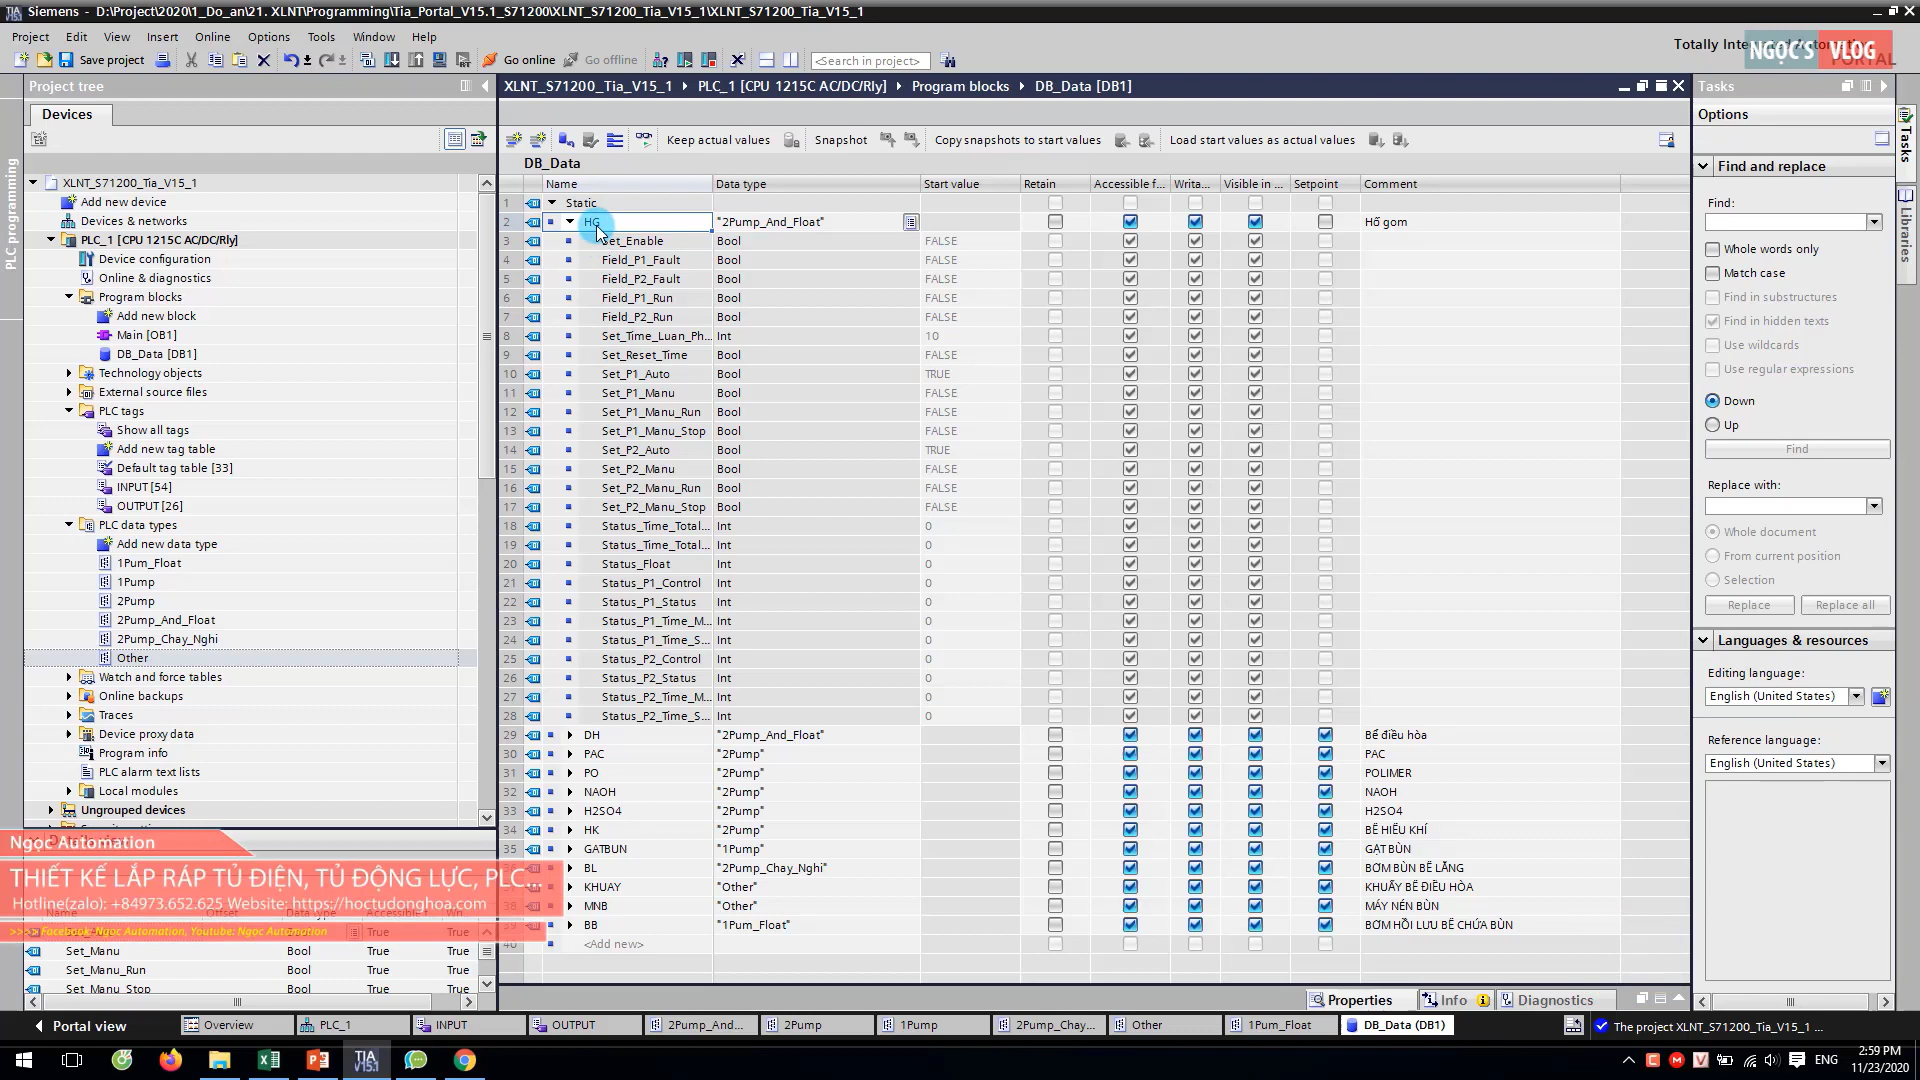 Siemens - D:\Project\2020\1_Do_an\21. XLNT\Programming\Tia_Portal_V15.1_S71200\XLNT_S71200_Tia_V15_1\XLNT_S71200_Tia_V15_1
Project Edit View Insert Online Options Tools Window Help
Totally Inte
PORTAL
NGỌC'S VLOG
Save project Go online Go offline <Search in project>
Project tree
XLNT_S71200_Tia_V15_1 PLC_1 [CPU 1215C AC/DC/Rly] Program blocks DB_Data [DB1]
Tasks
Devices
Options
Keep actual values Snapshot Copy snapshots to start values Load start values as actual values
DB_Data
Name Data type Start value Retain Accessible f... Writa... Visible in ... Setpoint Comment
1 Static
2 HG "2Pump_And_Float" Hố gom
3 Set_Enable Bool FALSE
4 Field_P1_Fault Bool FALSE
5 Field_P2_Fault Bool FALSE
6 Field_P1_Run Bool FALSE
7 Field_P2_Run Bool FALSE
8 Set_Time_Luan_Ph... Int 10
9 Set_Reset_Time Bool FALSE
10 Set_P1_Auto Bool TRUE
11 Set_P1_Manu Bool FALSE
12 Set_P1_Manu_Run Bool FALSE
13 Set_P1_Manu_Stop Bool FALSE
14 Set_P2_Auto Bool TRUE
15 Set_P2_Manu Bool FALSE
16 Set_P2_Manu_Run Bool FALSE
17 Set_P2_Manu_Stop Bool FALSE
18 Status_Time_Total... Int 0
19 Status_Time_Total... Int 0
20 Status_Float Int 0
21 Status_P1_Control Int 0
22 Status_P1_Status Int 0
23 Status_P1_Time_M... Int 0
24 Status_P1_Time_S... Int 0
25 Status_P2_Control Int 0
26 Status_P2_Status Int 0
27 Status_P2_Time_M... Int 0
28 Status_P2_Time_S... Int 0
29 DH "2Pump_And_Float" Bể điều hòa
30 PAC "2Pump" PAC
31 PO "2Pump" POLIMER
32 NAOH "2Pump" NAOH
33 H2SO4 "2Pump" H2SO4
34 HK "2Pump" BỂ HIẾU KHÍ
35 GATBUN "1Pump" GẠT BÙN
BL "2Pump_Chay_Nghi" BƠM BÙN BỂ LẮNG
KHUAY "Other" KHUẤY BỂ ĐIỀU HÒA
38 MNB "Other" MÁY NÉN BÙN
39 BB "1Pum_Float" BƠM HỒI LƯU BỂ CHỨA BÙN
40 <Add new>
PLC programming
XLNT_S71200_Tia_V15_1
Add new device
Devices & networks
PLC_1 [CPU 1215C AC/DC/Rly]
Device configuration
Online & diagnostics
Program blocks
Add new block
Main [OB1]
DB_Data [DB1]
Technology objects
External source files
PLC tags
Show all tags
Add new tag table
Default tag table [33]
INPUT [54]
OUTPUT [26]
PLC data types
Add new data type
1Pum_Float
1Pump
2Pump
2Pump_And_Float
2Pump_Chay_Nghi
Other
Watch and force tables
Online backups
Traces
Device proxy data
Program info
PLC alarm text lists
Local modules
Ungrouped devices
Ngọc Automation
THIẾT KẾ LẮP RÁP TỦ ĐIỆN, TỦ ĐỘNG LỰC, PLC...
Hotline(zalo): +84973.652.625 Website: https://hoctudonghoa.com
>>>> Facebook: Ngọc Automation, Youtube: Ngọc Automation
Name Offset Data type Accessible f Wri
True True
Set_Manu Bool True True
Set_Manu_Run Bool True True
Set_Manu_Stop Bool True True
Find and replace
Find:
Whole words only
Match case
Find in substructures
Find in hidden texts
Use wildcards
Use regular expressions
Down
Up
Find
Replace with:
Whole document
From current position
Selection
Replace Replace all
Languages & resources
Editing language:
English (United States)
Reference language:
English (United States)
Tasks
Libraries
Properties Info Diagnostics
Portal view Overview PLC_1 INPUT OUTPUT 2Pump_And... 2Pump 1Pump 2Pump_Chay... Other 1Pum_Float DB_Data (DB1) The project XLNT_S71200_Tia_V15_1 ...
TIA V15.1
ENG
2:59 PM
11/23/2020